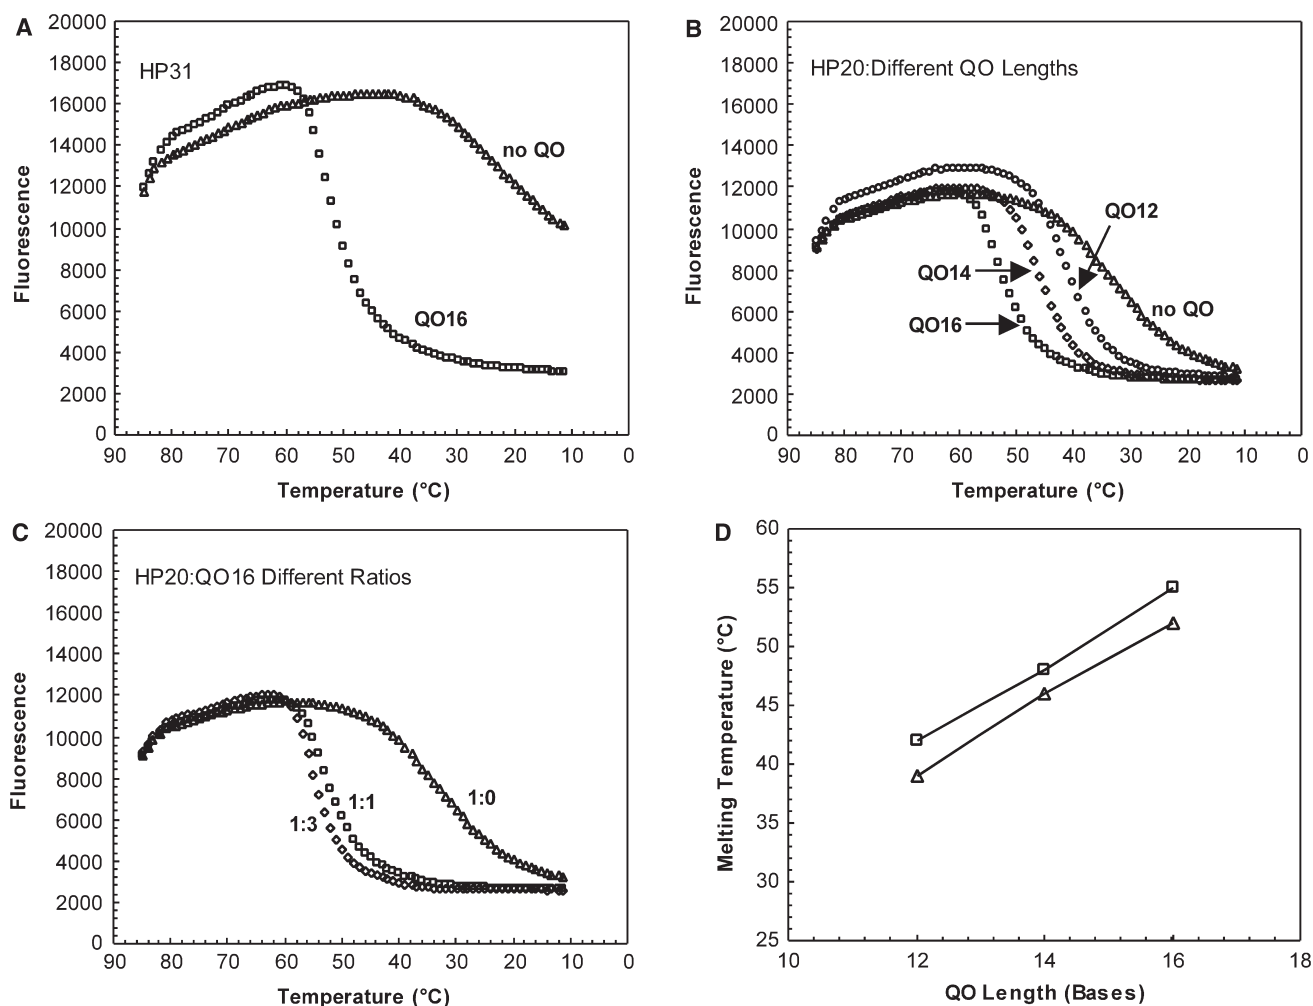 A
HP31
Fluorescence
20000
18000
16000
14000
12000
10000
8000
6000
4000
2000
0
no QO
QO16
90 80 70 60 50 40 30 20 10 0
Temperature (°C)
B
HP20:Different QO Lengths
Fluorescence
20000
18000
16000
14000
12000
10000
8000
6000
4000
2000
0
QO12
QO14
QO16
no QO
90 80 70 60 50 40 30 20 10 0
Temperature (°C)
C
HP20:QO16 Different Ratios
Fluorescence
20000
18000
16000
14000
12000
10000
8000
6000
4000
2000
0
1:1
1:0
1:3
90 80 70 60 50 40 30 20 10 0
Temperature (°C)
D
Melting Temperature (°C)
60
55
50
45
40
35
30
25
10 12 14 16 18
QO Length (Bases)